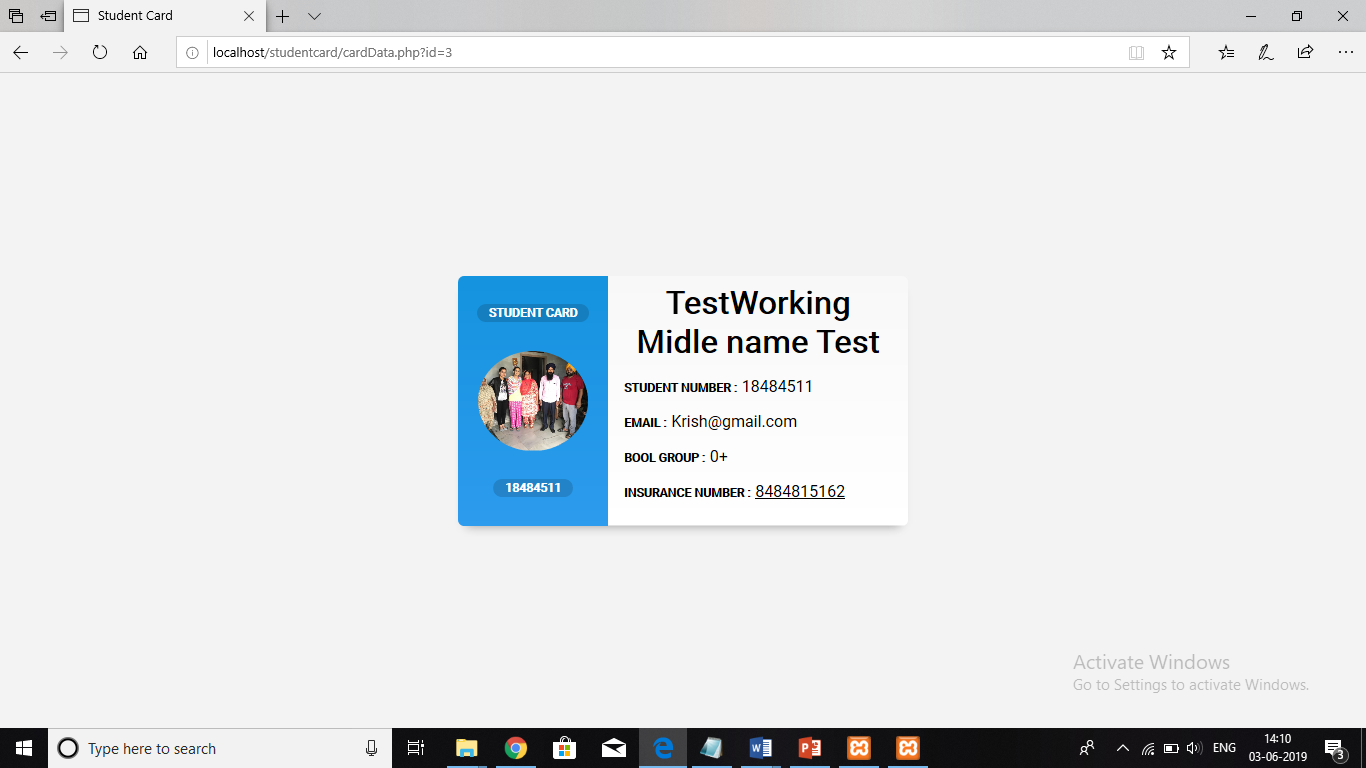 Student Card
localhost/studentcard/cardData.php?id=3
STUDENT CARD
18484511
TestWorking
Midle name Test
STUDENT NUMBER : 18484511
EMAIL : Krish@gmail.com
BOOL GROUP : 0+
INSURANCE NUMBER : 8484815162
Activate Windows
Go to Settings to activate Windows.
Type here to search
ENG
14:10
03-06-2019
3